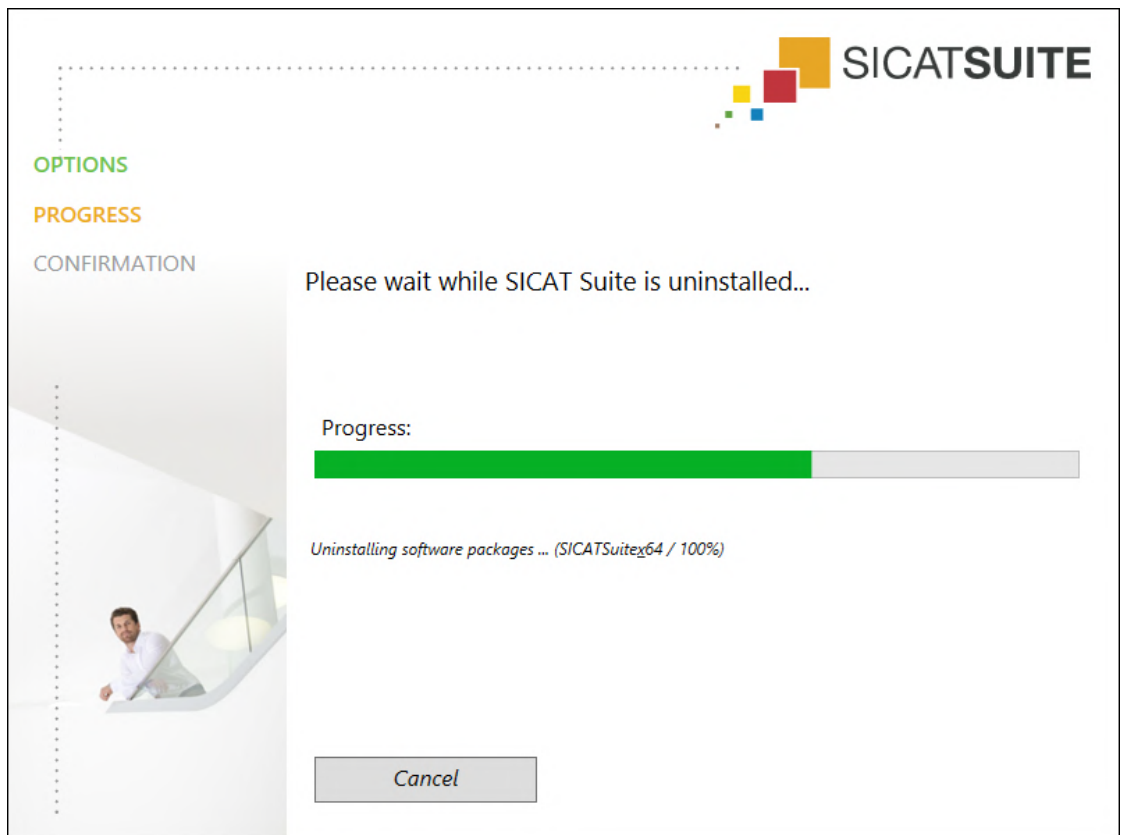 SICATSUITE
OPTIONS
PROGRESS
CONFIRMATION
Please wait while SICAT Suite is uninstalled...
Progress:
Uninstalling software packages ... (SICATSuitex64 / 100%)
Cancel